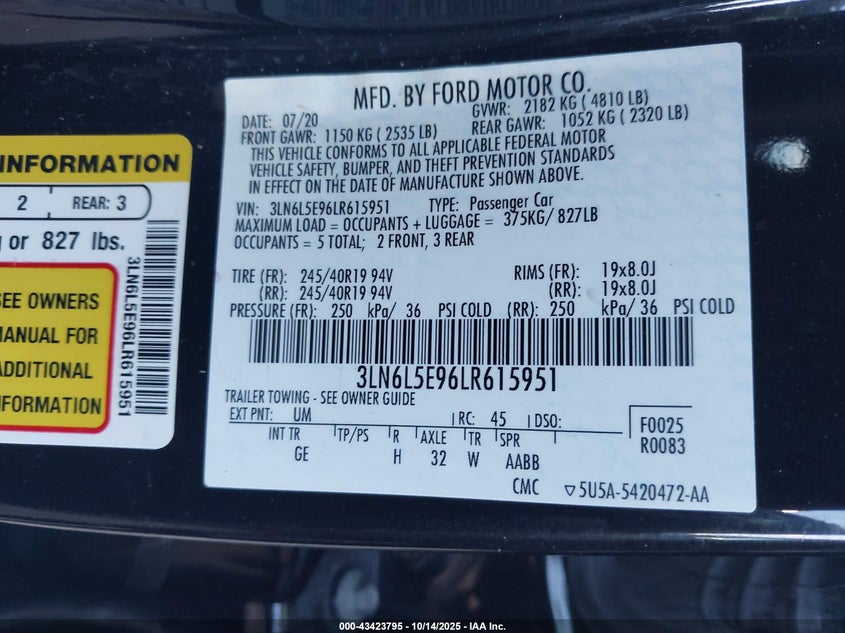 INFORMATION
2 REAR: 3
or 827 lbs.
SEE OWNERS
MANUAL FOR
ADDITIONAL
INFORMATION
3LN6L5E96LR615951
MFD. BY FORD MOTOR CO.
DATE: 07/20 GVWR: 2182 KG ( 4810 LB)
FRONT GAWR: 1150 KG ( 2535 LB) REAR GAWR: 1052 KG ( 2320 LB)
THIS VEHICLE CONFORMS TO ALL APPLICABLE FEDERAL MOTOR
VEHICLE SAFETY, BUMPER, AND THEFT PREVENTION STANDARDS
IN EFFECT ON THE DATE OF MANUFACTURE SHOWN ABOVE.
VIN: 3LN6L5E96LR615951 TYPE: Passenger Car
MAXIMUM LOAD = OCCUPANTS + LUGGAGE = 375KG/ 827LB
OCCUPANTS = 5 TOTAL; 2 FRONT, 3 REAR
TIRE (FR): 245/40R19 94V RIMS (FR): 19x8.0J
(RR): 245/40R19 94V (RR): 19x8.0J
PRESSURE (FR): 250 kPa/ 36 PSI COLD (RR): 250 kPa/ 36 PSI COLD
3LN6L5E96LR615951
TRAILER TOWING - SEE OWNER GUIDE
EXT PNT: UM RC: 45 DSO: F0025
INT TR TP/PS R AXLE TR SPR R0083
GE H 32 W AABB
CMC ▽5U5A-5420472-AA
000-43423795 - 10/14/2025 - IAA Inc.